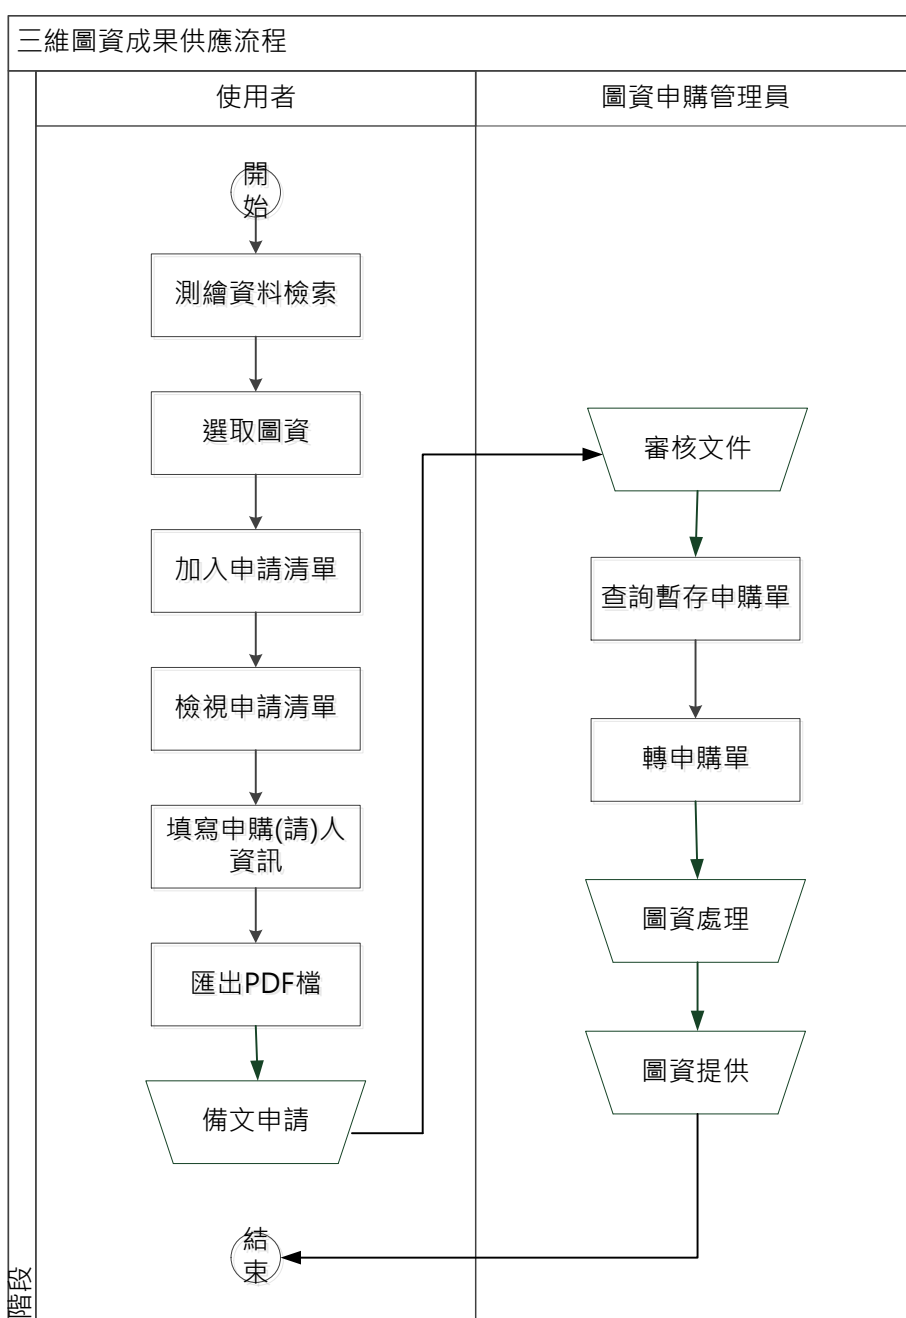 三維圖資成果供應流程
使用者
圖資申購管理員
開
始
測繪資料檢索
選取圖資
加入申請清單
檢視申請清單
填寫申購(請)人
資訊
匯出PDF檔
備文申請
審核文件
查詢暫存申購單
轉申購單
圖資處理
圖資提供
結
束
階段